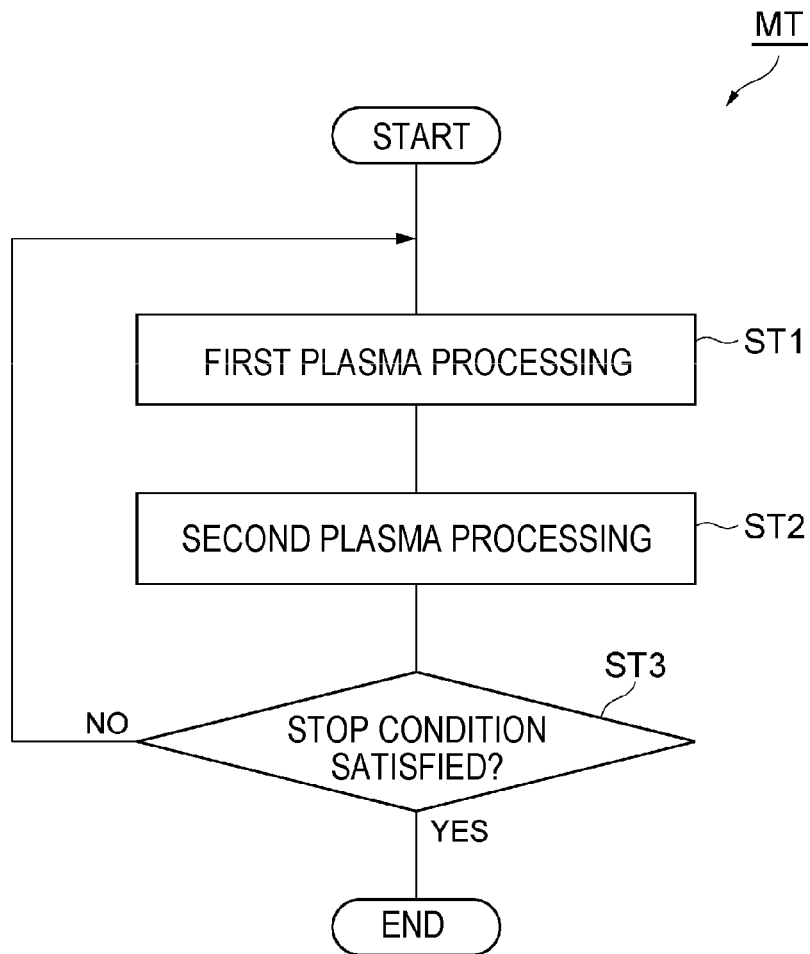 MT
START
FIRST PLASMA PROCESSING
ST1
SECOND PLASMA PROCESSING
ST2
ST3
STOP CONDITION
SATISFIED?
NO
YES
END